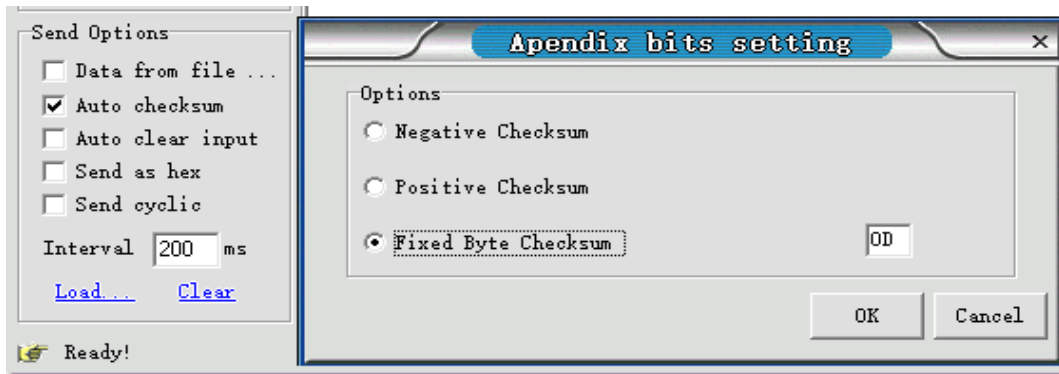 Send Options
Data from file ...
Auto checksum
Auto clear input
Send as hex
Send cyclic
Interval 200 ms
Load... Clear
Ready!
Apendix bits setting
Options
Negative Checksum
Positive Checksum
Fixed Byte Checksum 0D
OK Cancel